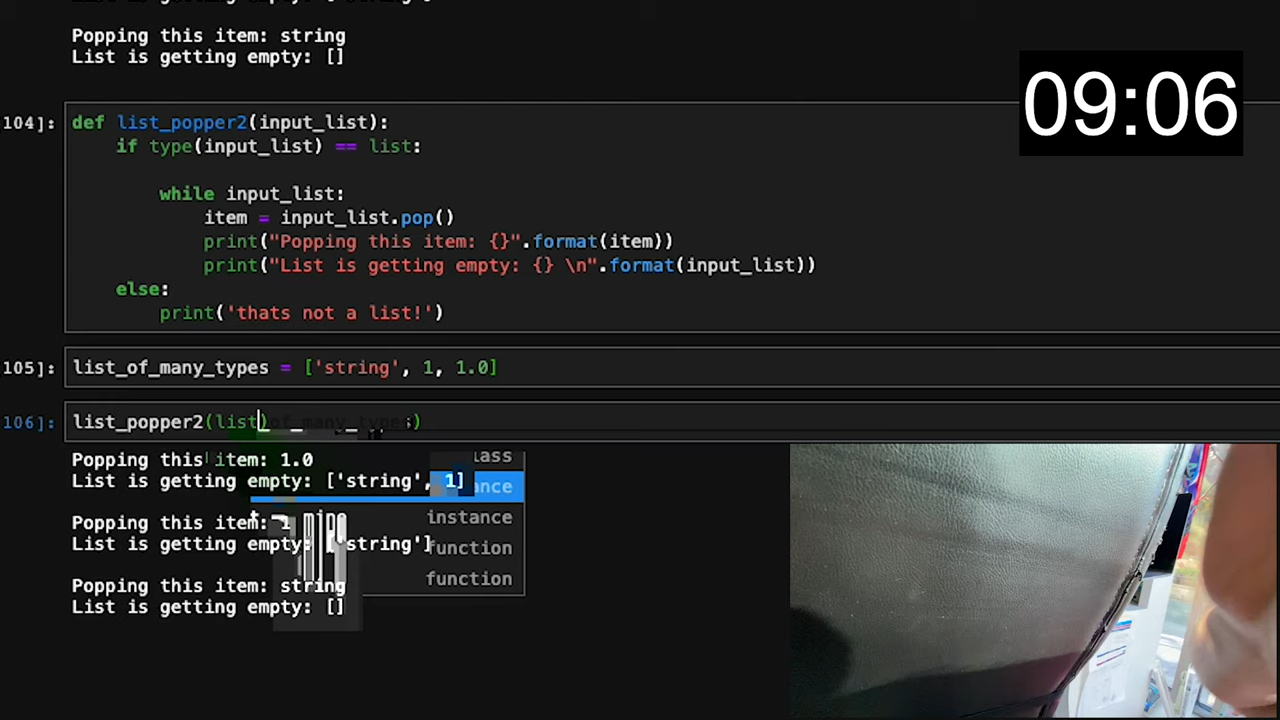 Popping this item: string
List is getting empty: []
09:06
104]:
def list_popper2(input_list):
if type(input_list) == list:
while input_list:
item = input_list.pop()
print("Popping this item: {}".format(item))
print("List is getting empty: {} \n".format(input_list))
else:
print('thats not a list!')
105]:
list_of_many_types = ['string', 1, 1.0]
106]:
list_popper2(list_of_many_types)
Popping this item: 1.0
List is getting empty: ['string', 1]
Popping this item: 1
List is getting empty: ['string']
Popping this item: string
List is getting empty: []
instance
function
function